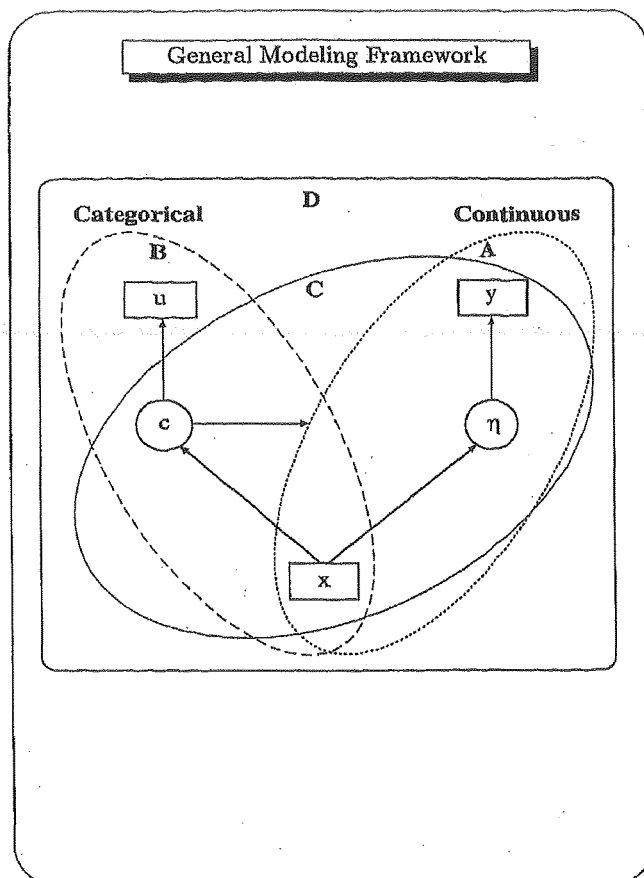 General Modeling Framework
D
Categorical
Continuous
B
A
C
u
y
c
η
x